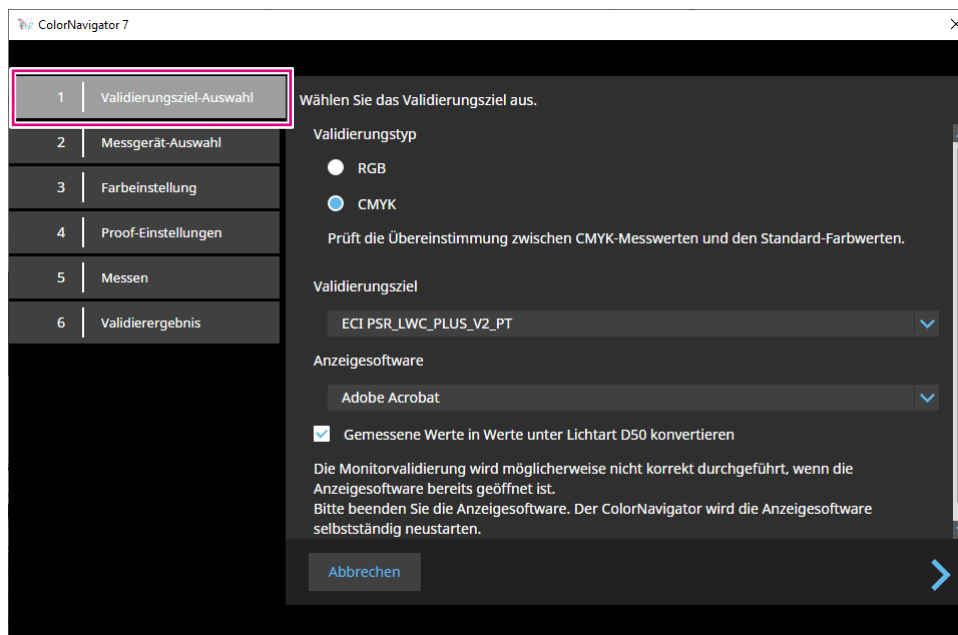 ColorNavigator 7
1 Validierungsziel-Auswahl
2 Messgerät-Auswahl
3 Farbeinstellung
4 Proof-Einstellungen
5 Messen
6 Validierergebnis
Wählen Sie das Validierungsziel aus.
Validierungstyp
RGB
CMYK
Prüft die Übereinstimmung zwischen CMYK-Messwerten und den Standard-Farbwerten.
Validierungsziel
ECI PSR_LWC_PLUS_V2_PT
Anzeigesoftware
Adobe Acrobat
Gemessene Werte in Werte unter Lichtart D50 konvertieren
Die Monitorvalidierung wird möglicherweise nicht korrekt durchgeführt, wenn die
Anzeigesoftware bereits geöffnet ist.
Bitte beenden Sie die Anzeigesoftware. Der ColorNavigator wird die Anzeigesoftware
selbstständig neustarten.
Abbrechen